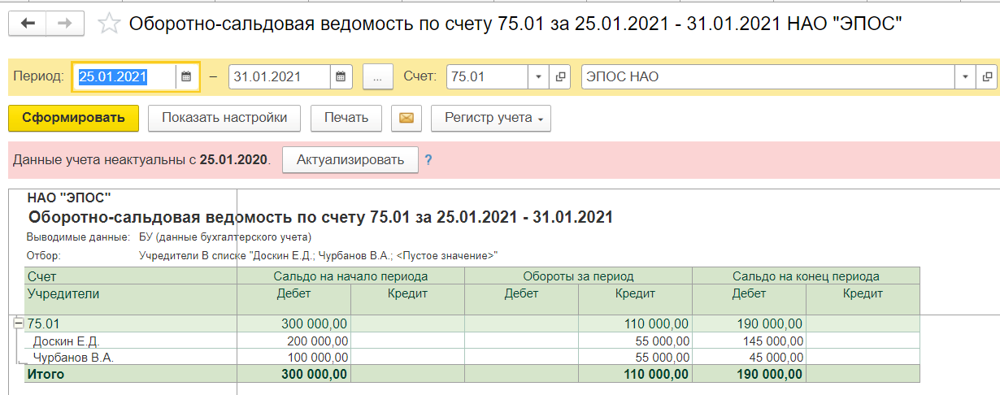 Оборотно-сальдовая ведомость по счету 75.01 за 25.01.2021 - 31.01.2021 НАО "ЭПОС"
Период: 25.01.2021 – 31.01.2021 ... Счет: 75.01 ЭПОС НАО
Сформировать Показать настройки Печать Регистр учета
Данные учета неактуальны с 25.01.2020. Актуализировать ?
НАО "ЭПОС"
Оборотно-сальдовая ведомость по счету 75.01 за 25.01.2021 - 31.01.2021
Выводимые данные: БУ (данные бухгалтерского учета)
Отбор: Учредители В списке "Доскин Е.Д.; Чурбанов В.А.; <Пустое значение>"
Счет Сальдо на начало периода Обороты за период Сальдо на конец периода
Учредители Дебет Кредит Дебет Кредит Дебет Кредит
75.01 300 000,00 110 000,00 190 000,00
Доскин Е.Д. 200 000,00 55 000,00 145 000,00
Чурбанов В.А. 100 000,00 55 000,00 45 000,00
Итого 300 000,00 110 000,00 190 000,00